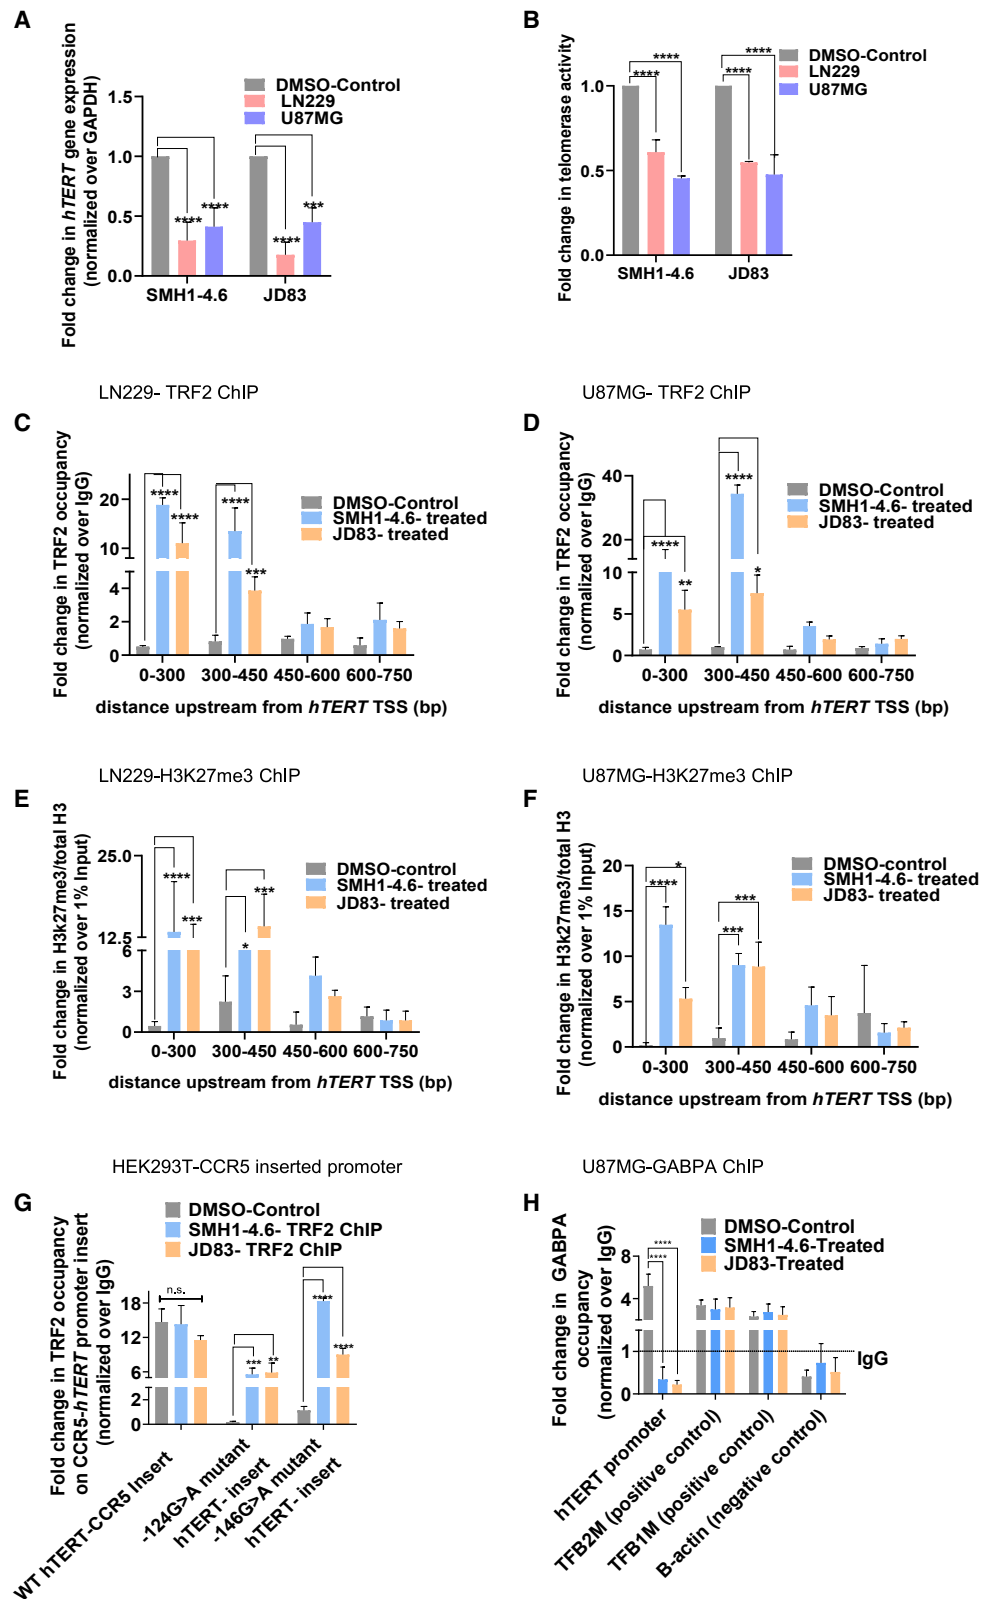 A
Fold change in hTERT gene expression
(normalized over GAPDH)
1.5
1.0
0.5
0.0
DMSO-Control
LN229
U87MG
****
****
****
***
SMH1-4.6
JD83
B
Fold change in telomerase activity
1.0
0.5
0.0
DMSO-Control
LN229
U87MG
****
****
****
****
SMH1-4.6
JD83
LN229- TRF2 ChIP
C
Fold change in TRF2 occupancy
(normalized over IgG)
20
10
4
2
0
DMSO-Control
SMH1-4.6- treated
JD83- treated
****
****
****
***
0-300
300-450
450-600
600-750
distance upstream from hTERT TSS (bp)
U87MG- TRF2 ChIP
D
Fold change in TRF2 occupancy
(normalized over IgG)
40
20
10
5
0
DMSO-Control
SMH1-4.6- treated
JD83- treated
****
**
****
*
0-300
300-450
450-600
600-750
distance upstream from hTERT TSS (bp)
LN229-H3K27me3 ChIP
E
Fold change in H3k27me3/total H3
(normalized over 1% Input)
25.0
12.5
6
3
0
DMSO-control
SMH1-4.6- treated
JD83- treated
****
***
*
***
0-300
300-450
450-600
600-750
distance upstream from hTERT TSS (bp)
U87MG-H3K27me3 ChIP
F
Fold change in H3k27me3/total H3
(normalized over 1% Input)
20
15
10
5
0
DMSO-control
SMH1-4.6- treated
JD83- treated
****
*
***
***
0-300
300-450
450-600
600-750
distance upstream from hTERT TSS (bp)
HEK293T-CCR5 inserted promoter
G
Fold change in TRF2 occupancy
on CCR5-hTERT promoter insert
(normalized over IgG)
18
12
6
2
0
DMSO-Control
SMH1-4.6- TRF2 ChIP
JD83- TRF2 ChIP
n.s.
***
**
****
****
WT hTERT-CCR5 Insert
-124G>A mutant
hTERT- insert
-146G>A mutant
hTERT- insert
U87MG-GABPA ChIP
H
Fold change in GABPA
occupancy
(normalized over IgG)
8
4
1
0
DMSO-Control
SMH1-4.6-Treated
JD83-Treated
****
****
IgG
hTERT promoter
TFB2M (positive control)
TFB1M (positive control)
B-actin (negative control)